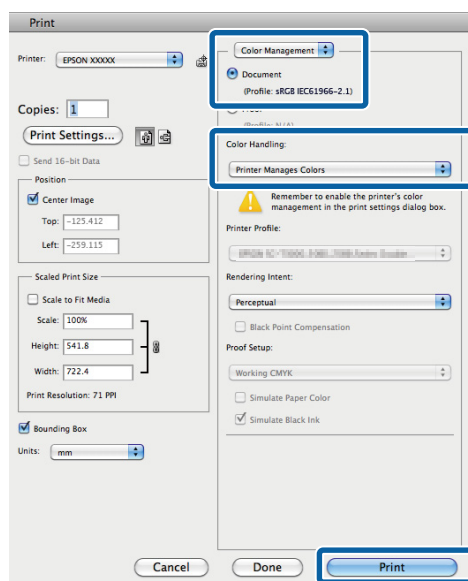 Print
Printer: EPSON XXXXX
Copies: 1
Print Settings...
Send 16-bit Data
Position
Center Image
Top: -125.412
Left: -259.115
Scaled Print Size
Scale to Fit Media
Scale: 100%
Height: 541.8
Width: 722.4
Print Resolution: 71 PPI
Bounding Box
Units: mm
Color Management
Document
(Profile: sRGB IEC61966-2.1)
Color Handling:
Printer Manages Colors
Remember to enable the printer's color
management in the print settings dialog box.
Printer Profile:
Rendering Intent:
Perceptual
Black Point Compensation
Proof Setup:
Working CMYK
Simulate Paper Color
Simulate Black Ink
Cancel
Done
Print